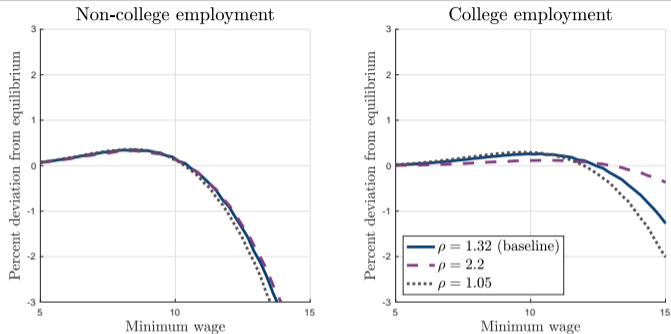 Non-college employment
Percent deviation from equilibrium
3
2
1
0
-1
-2
-3
5
10
15
Minimum wage
College employment
Percent deviation from equilibrium
3
2
1
0
-1
-2
-3
ρ = 1.32 (baseline)
ρ = 2.2
ρ = 1.05
5
10
15
Minimum wage